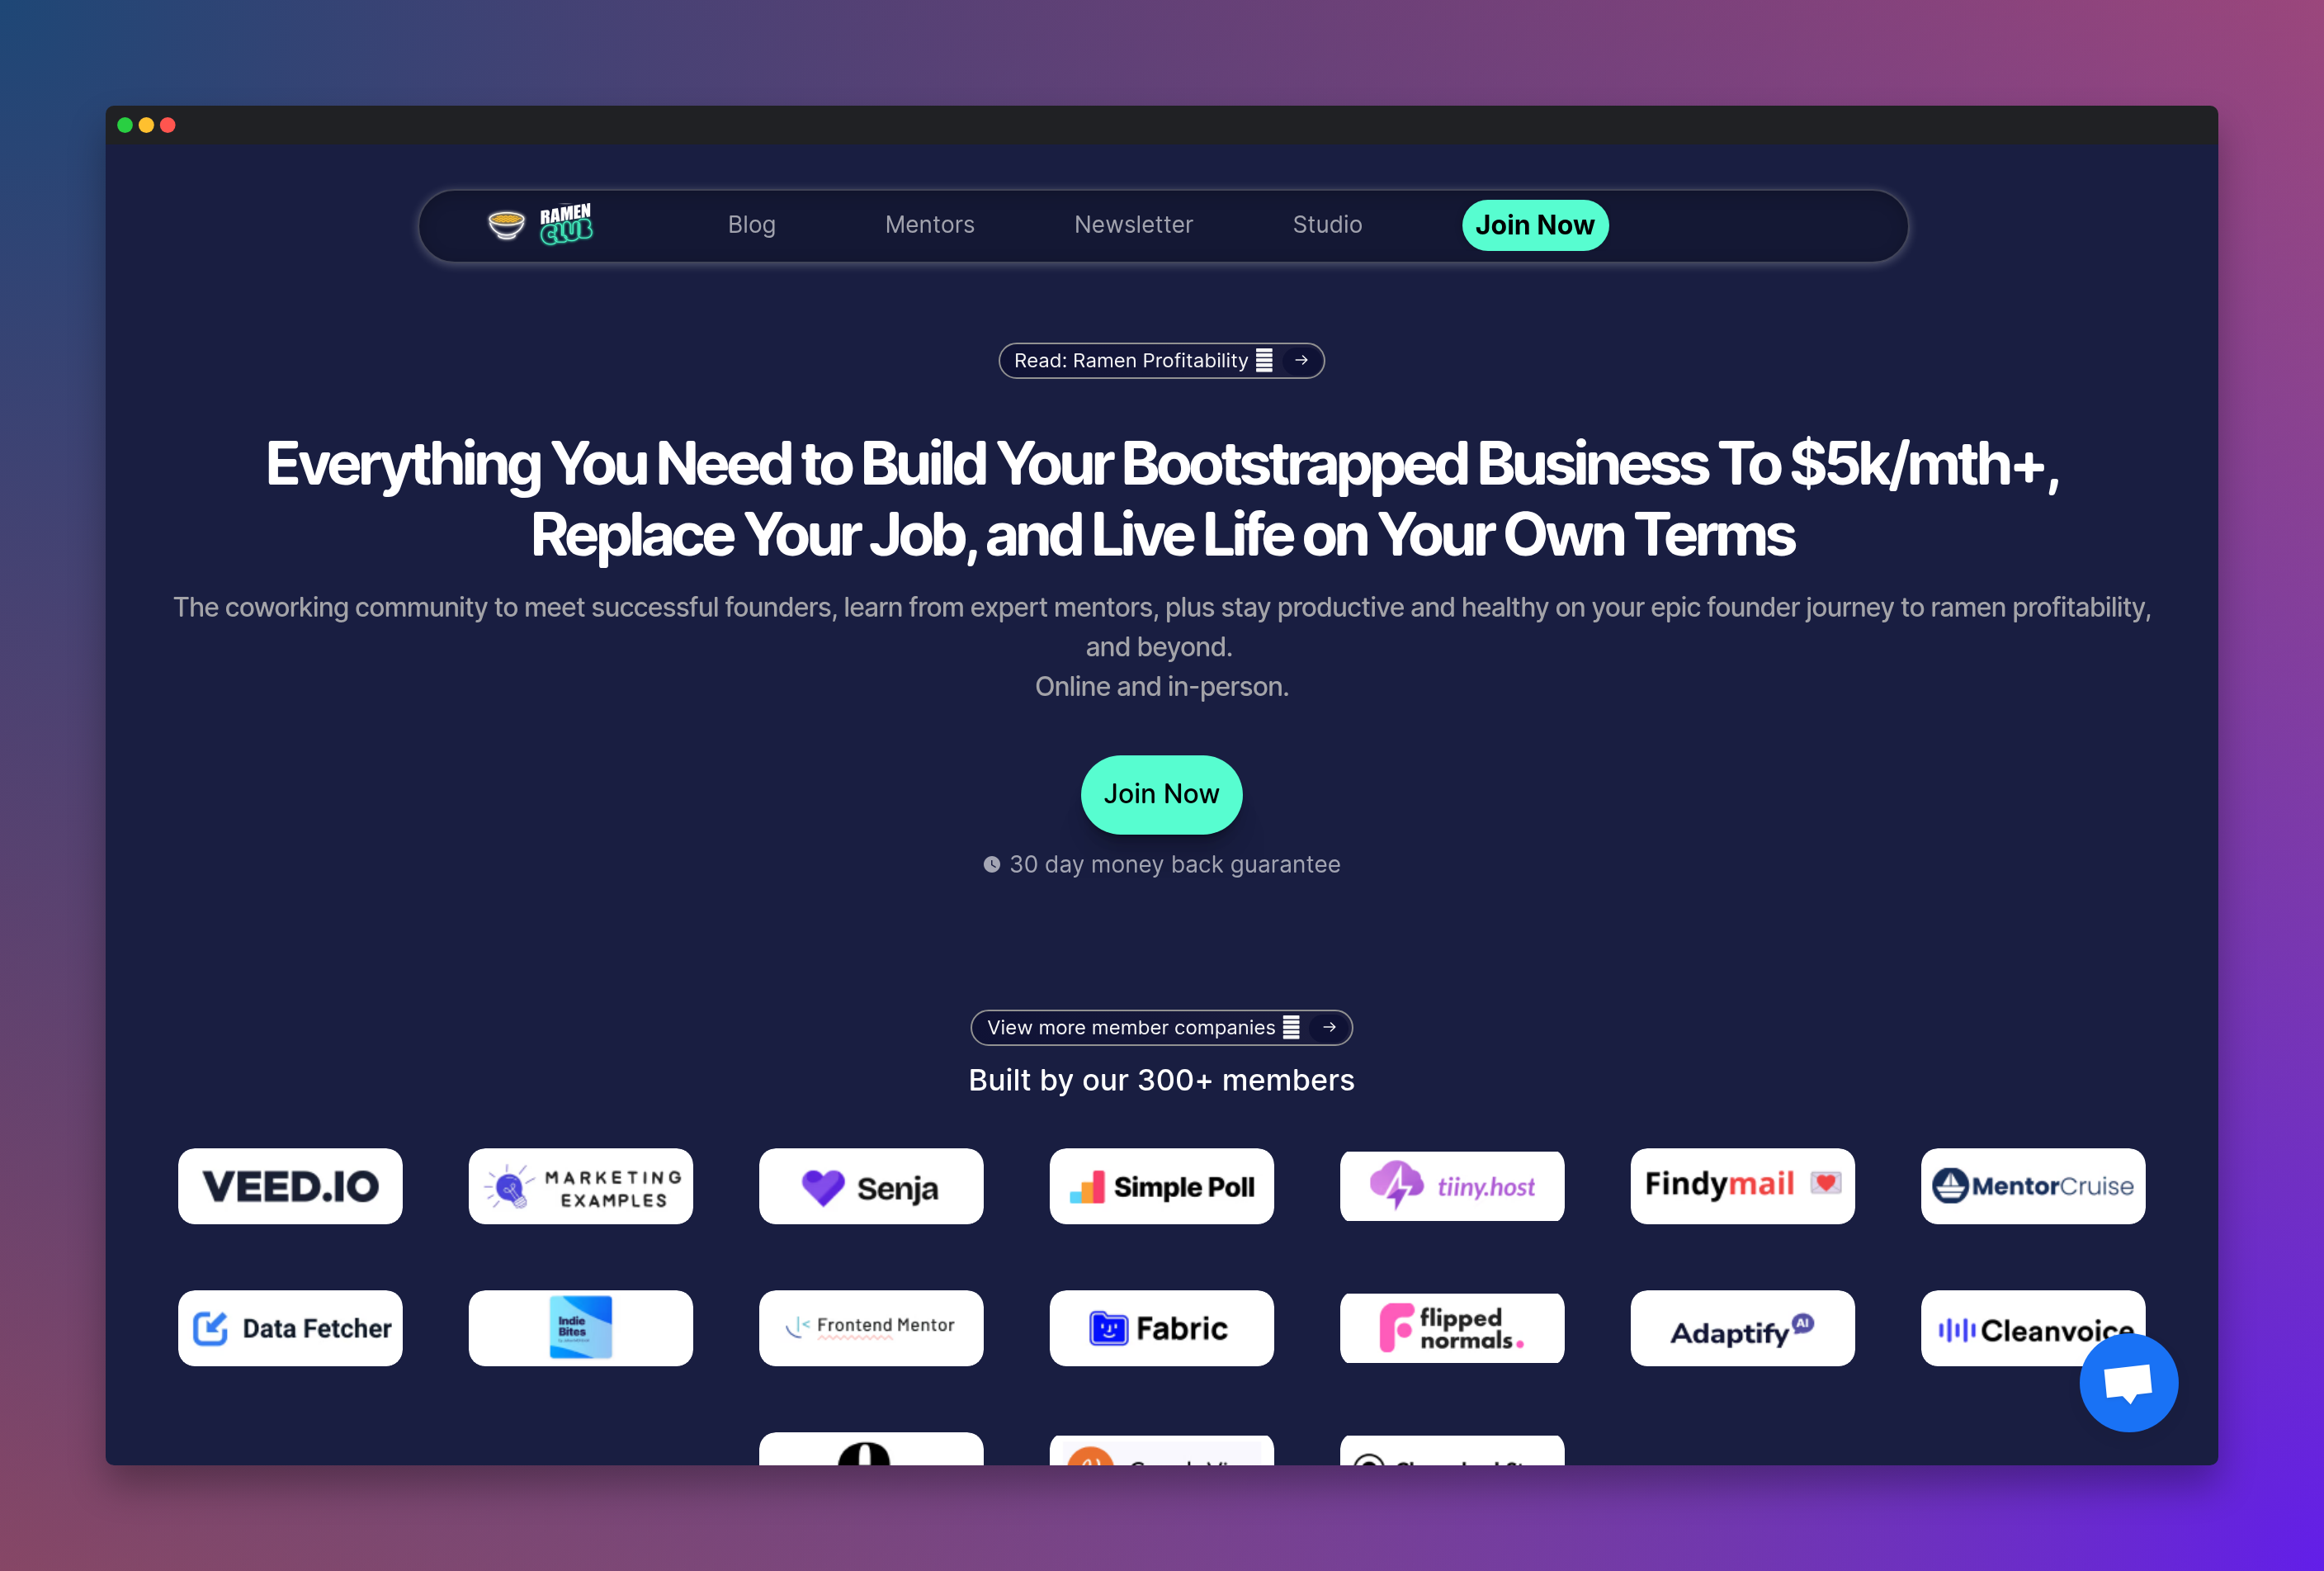 RAMEN
CLUB
Blog
Mentors
Newsletter
Studio
Join Now
Read: Ramen Profitability
Everything You Need to Build Your Bootstrapped Business To $5k/mth+,
Replace Your Job, and Live Life on Your Own Terms
The coworking community to meet successful founders, learn from expert mentors, plus stay productive and healthy on your epic founder journey to ramen profitability,
and beyond.
Online and in-person.
Join Now
30 day money back guarantee
View more member companies
Built by our 300+ members
VEED.IO
MARKETING
EXAMPLES
Senja
Simple Poll
tiiny.host
Findymail
MentorCruise
Data Fetcher
Indie
Bites
Frontend Mentor
Fabric
flipped
normals.
Adaptify AI
Cleanvoice